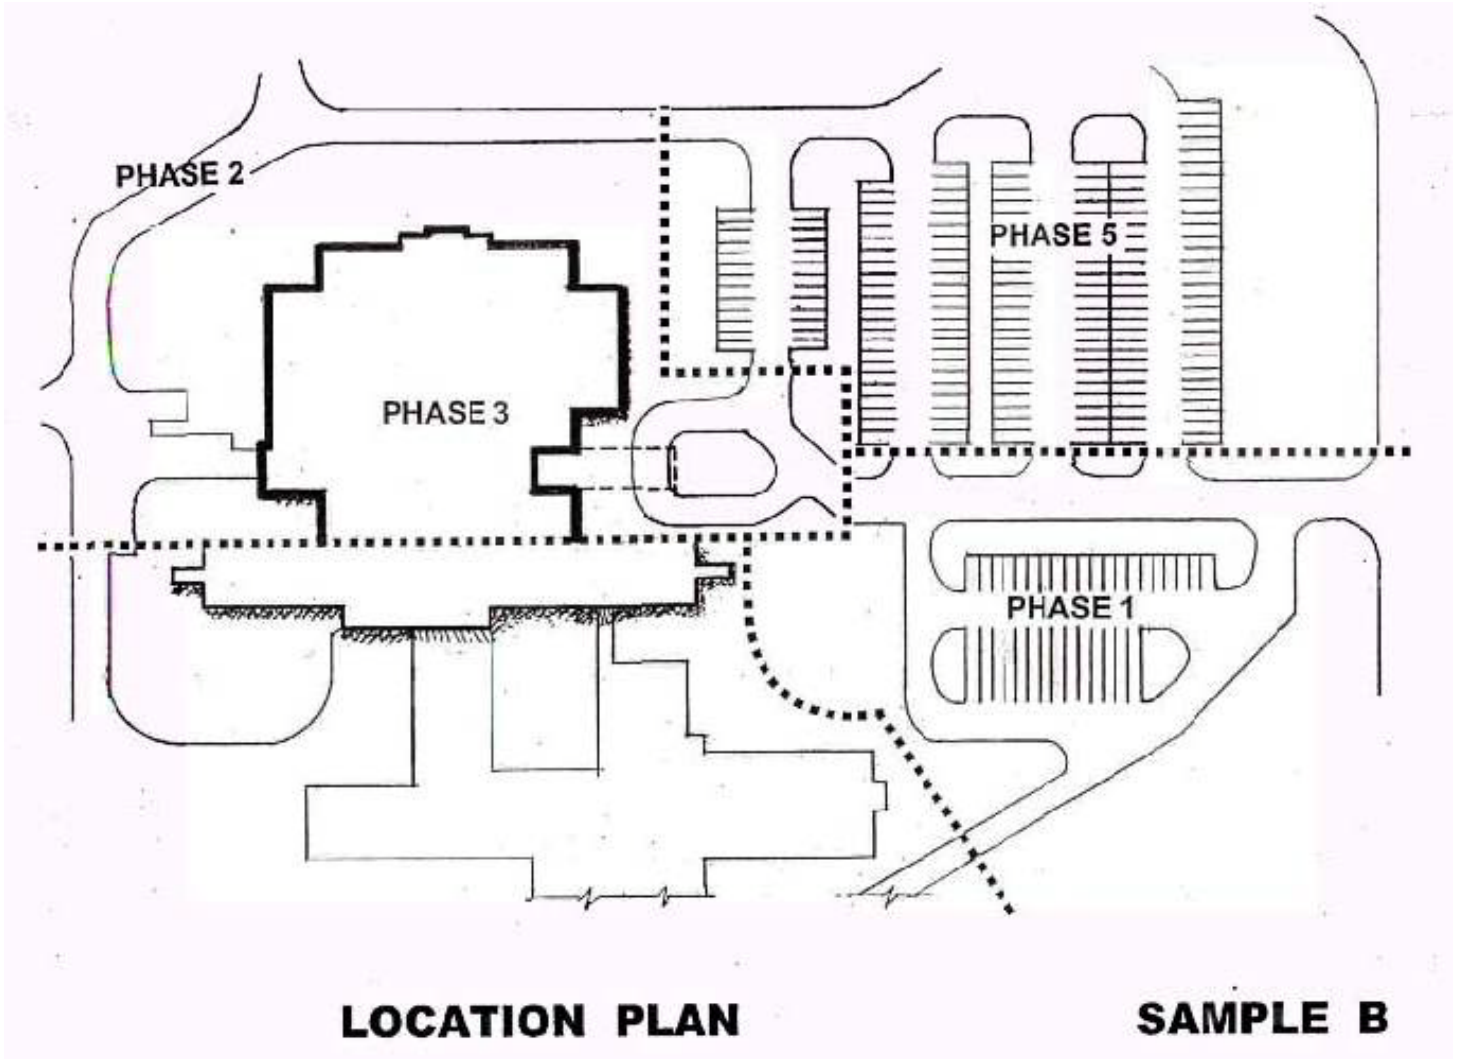 PHASE 2
PHASE 5
PHASE 3
PHASE 1
LOCATION PLAN
SAMPLE B